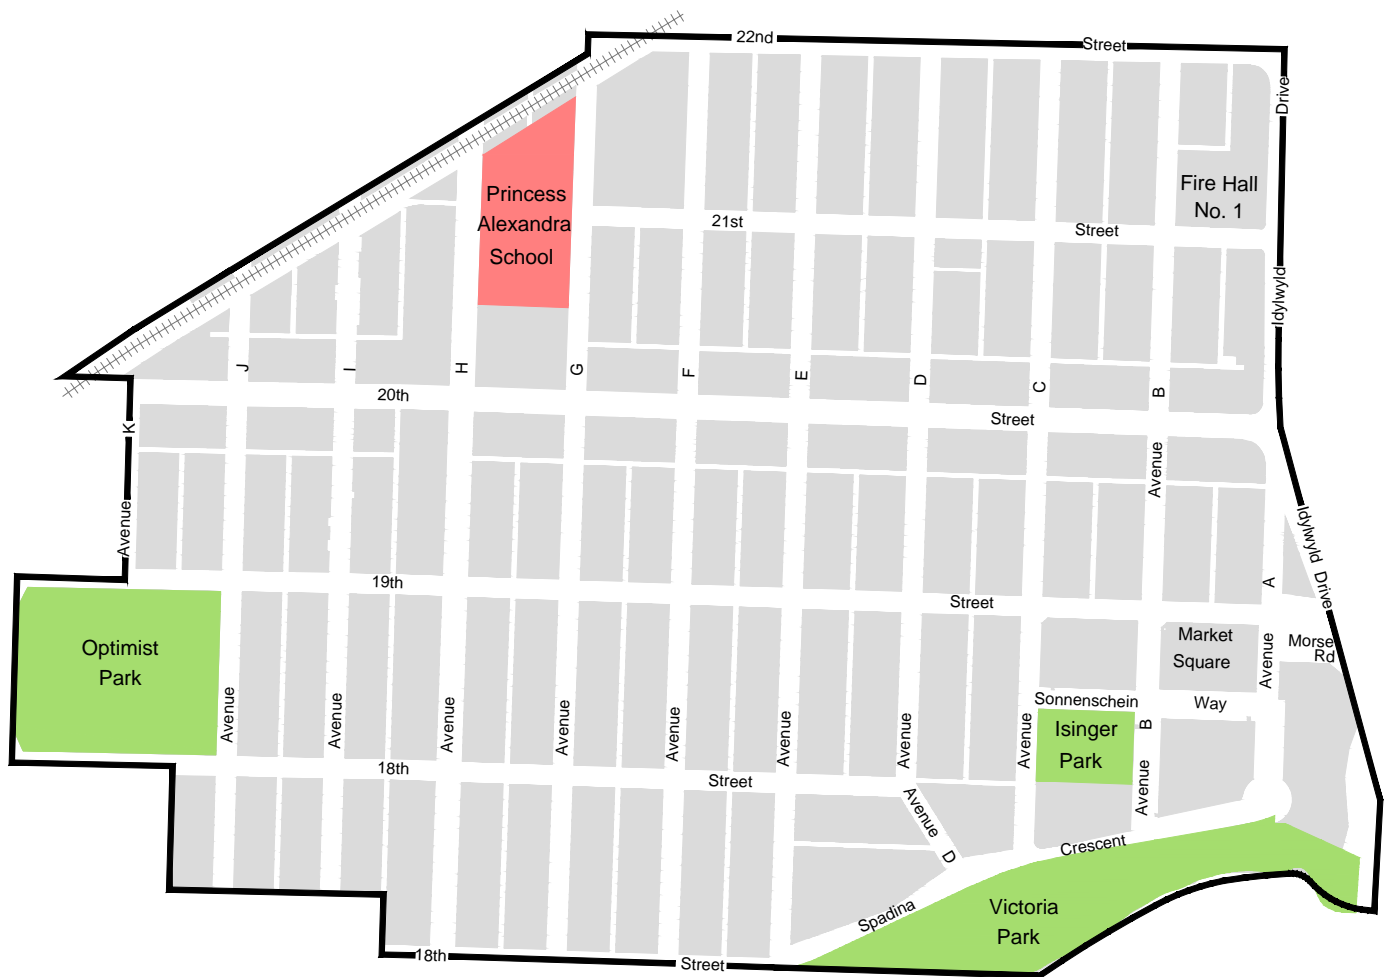 22nd
Street
Drive
Princess
Alexandra
School
Fire Hall
No. 1
21st
Street
Idylwyld
J
I
H
G
F
E
D
C
B
20th
Street
K
Avenue
Avenue
Idylwyld Drive
19th
Street
A
Optimist
Park
Market
Square
Avenue
Morse
Rd
Sonnenschein
Way
Avenue
Avenue
Avenue
Avenue
Avenue
Avenue
Avenue
Avenue
Isinger
Park
B
Avenue
18th
Street
Avenue D
Crescent
Spadina
Victoria
Park
18th
Street